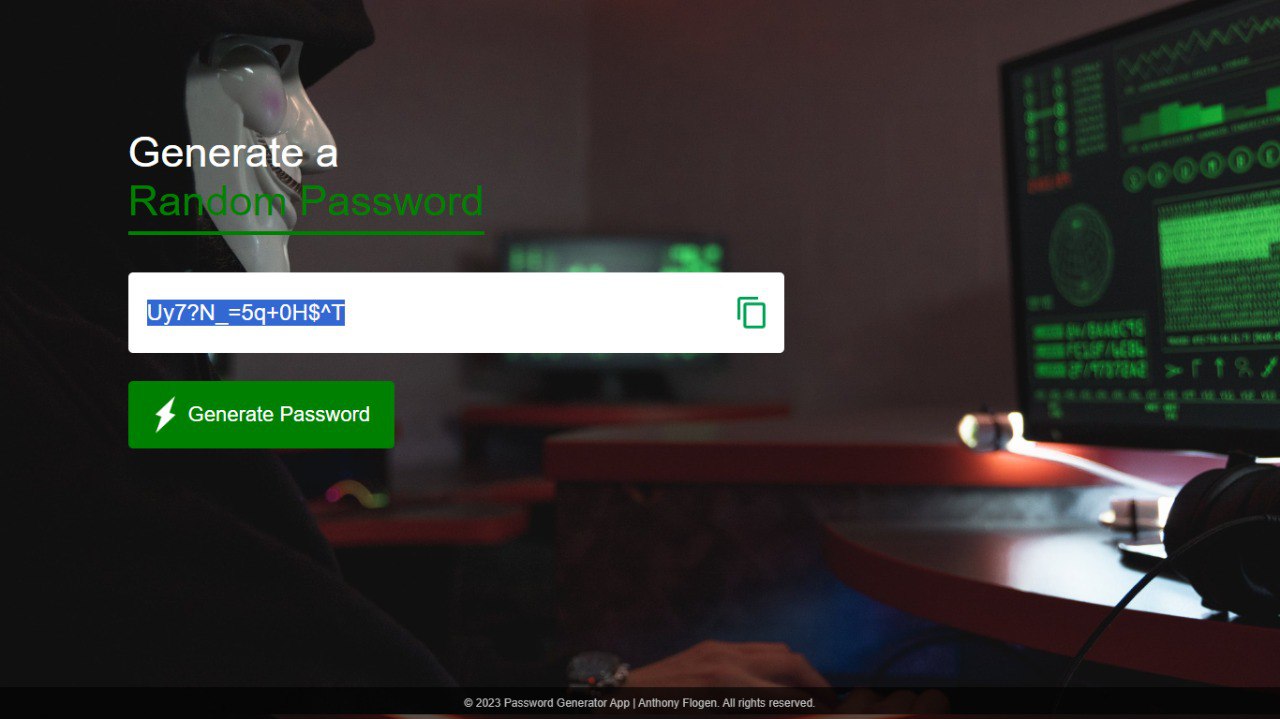 Generate a
Random Password
Uy7?N_=5q+0H$^T
Generate Password
© 2023 Password Generator App | Anthony Flogen. All rights reserved.